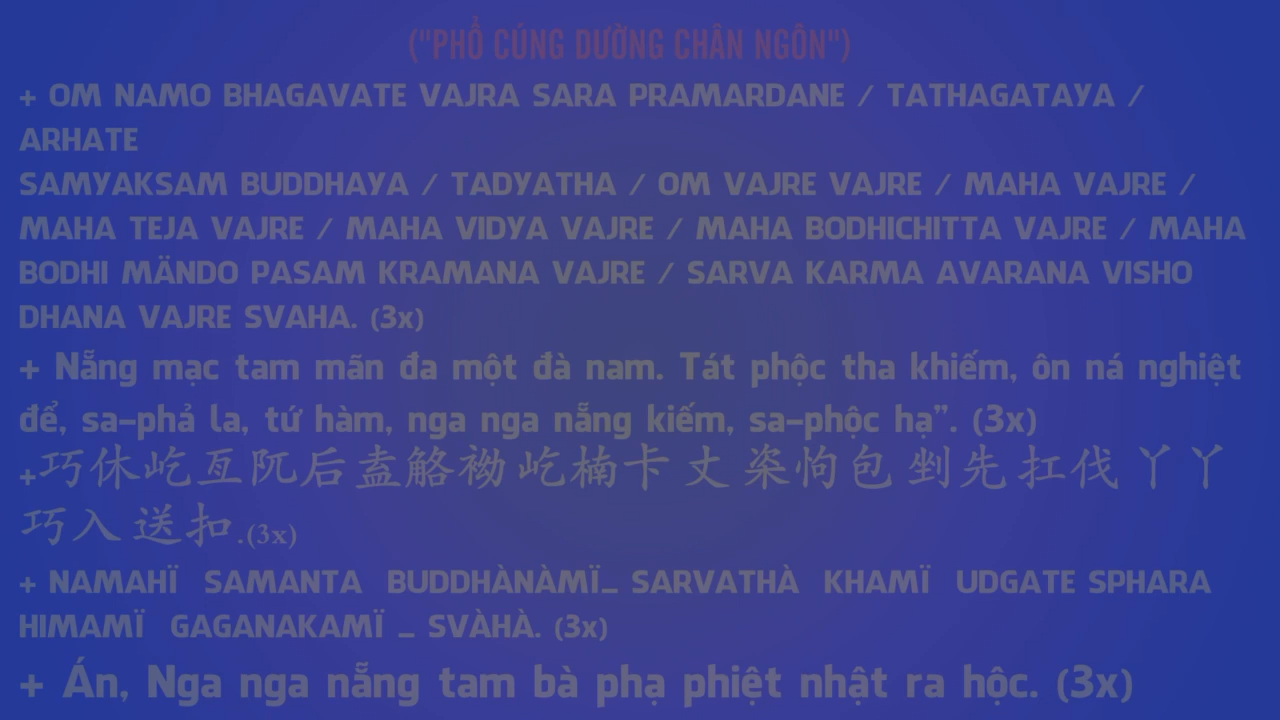 ("PHỔ CÚNG DƯỜNG CHÂN NGÔN")
+ OM NAMO BHAGAVATE VAJRA SARA PRAMARDANE / TATHAGATAYA /
ARHATE
SAMYAKSAM BUDDHAYA / TADYATHA / OM VAJRE VAJRE / MAHA VAJRE /
MAHA TEJA VAJRE / MAHA VIDYA VAJRE / MAHA BODHICHITTA VAJRE / MAHA
BODHI MÄNDO PASAM KRAMANA VAJRE / SARVA KARMA AVARANA VISHO
DHANA VAJRE SVAHA. (3x)
+ Nẵng mạc tam mãn đa một đà nam. Tát phộc tha khiếm, ôn ná nghiệt
để, sa-phả la, tứ hàm, nga nga nẵng kiếm, sa-phộc hạ”. (3x)
+巧休屹亙阮后盍觡袎屹楠卡丈 姿怐包 剉先扛伐 丫丫
巧入送扣.(3x)
+ NAMAHÏ SAMANTA BUDDHÀNÀMÏ_ SARVATHÀ KHAMÏ UDGATE SPHARA
HIMAMÏ GAGANAKAMÏ _ SVÀHÀ. (3x)
+ Án, Nga nga nẵng tam bà phạ phiệt nhật ra hộc. (3x)